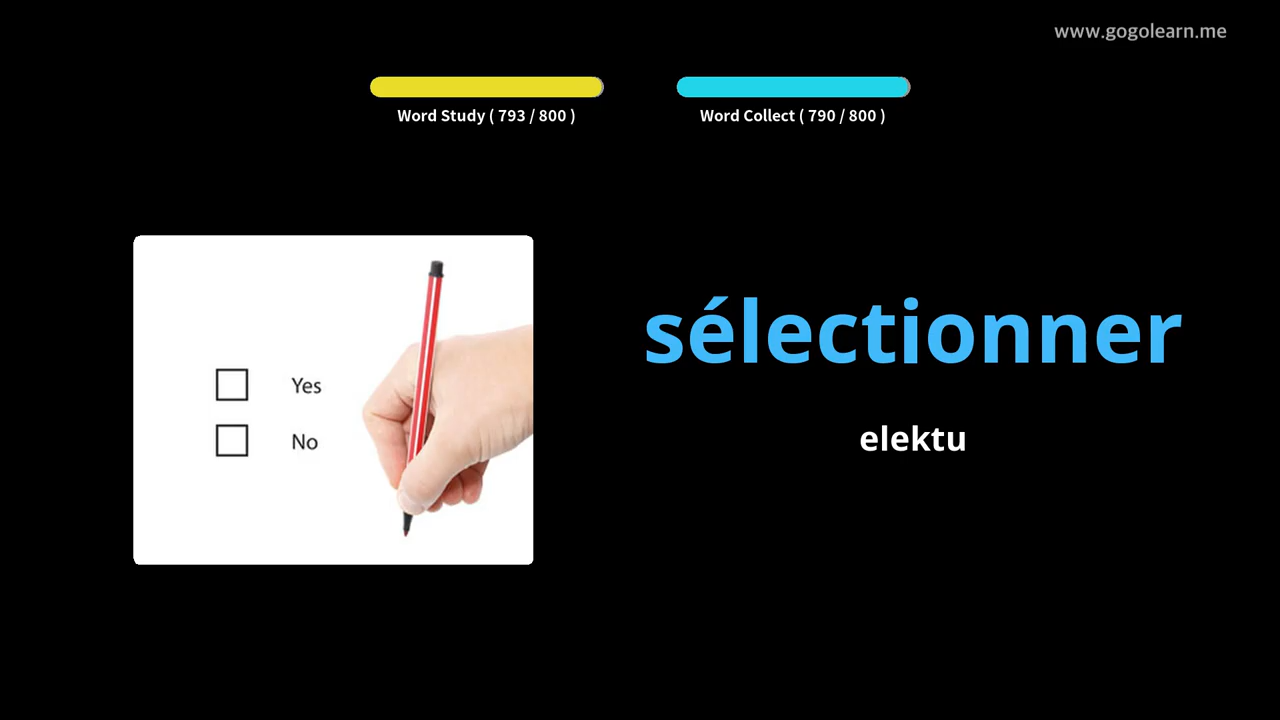 www.gogolearn.me
Word Study ( 793 / 800 )
Word Collect ( 790 / 800 )
Yes
No
sélectionner
elektu